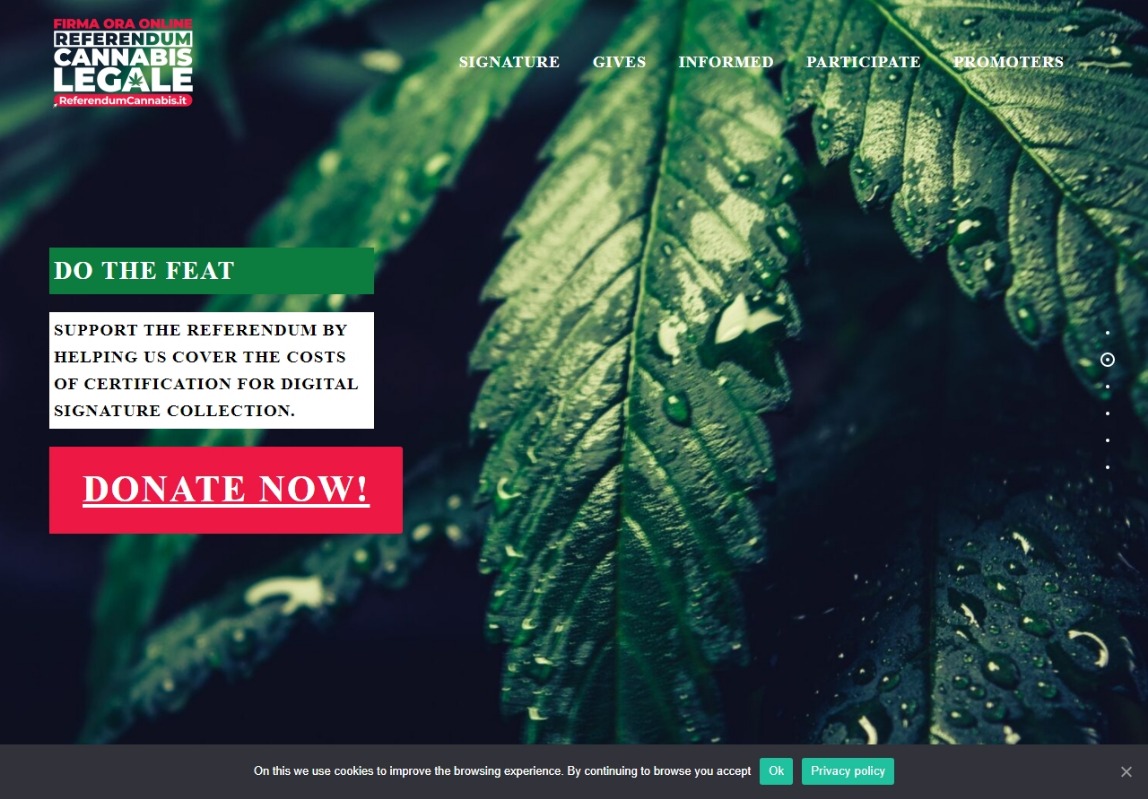 FIRMA ORA ONLINE
REFERENDUM
CANNABIS
LEGALE
ReferendumCannabis.it
SIGNATURE GIVES INFORMED PARTICIPATE PROMOTERS
DO THE FEAT
SUPPORT THE REFERENDUM BY
HELPING US COVER THE COSTS
OF CERTIFICATION FOR DIGITAL
SIGNATURE COLLECTION.
DONATE NOW!
On this we use cookies to improve the browsing experience. By continuing to browse you accept Ok Privacy policy